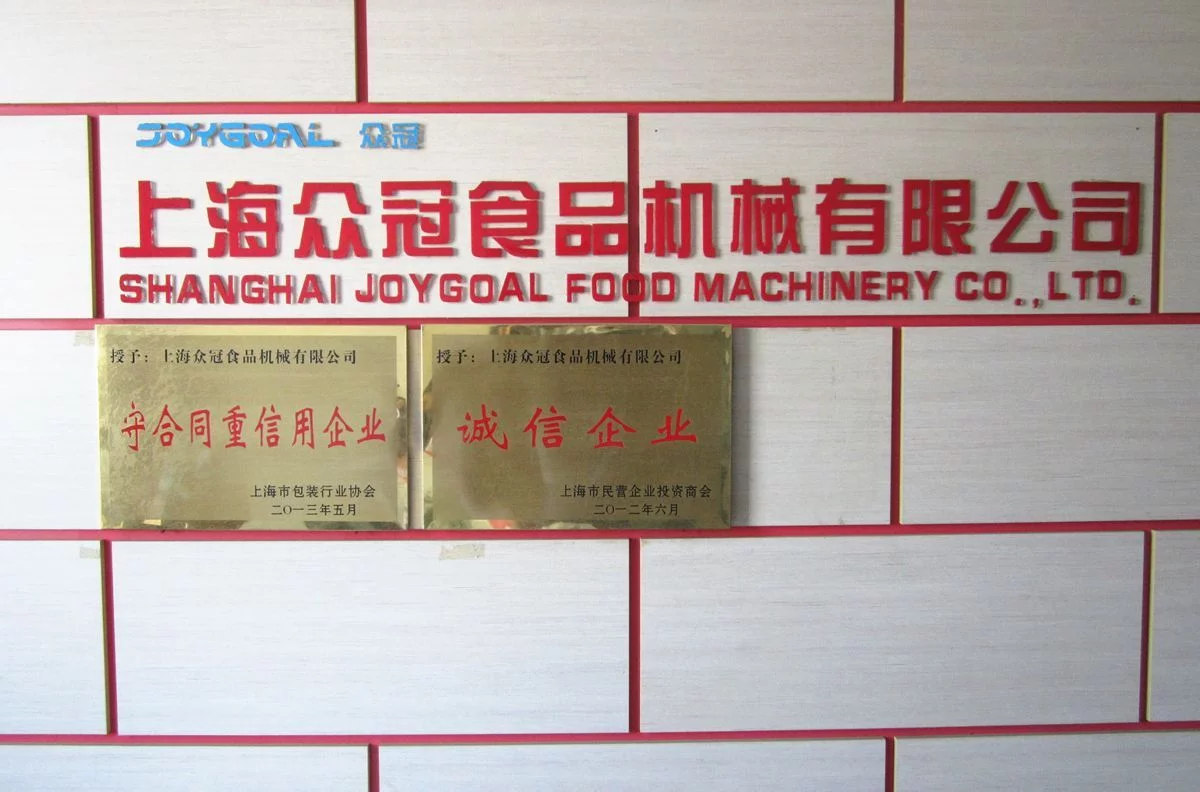 JOYGOAL 众冠
上海众冠食品机械有限公司
SHANGHAI JOYGOAL FOOD MACHINERY CO.,LTD.
授予：上海众冠食品机械有限公司
守合同重信用企业
上海市包装行业协会
二〇一三年五月
授予：上海众冠食品机械有限公司
诚信企业
上海市民营企业投资商会
二〇一二年六月